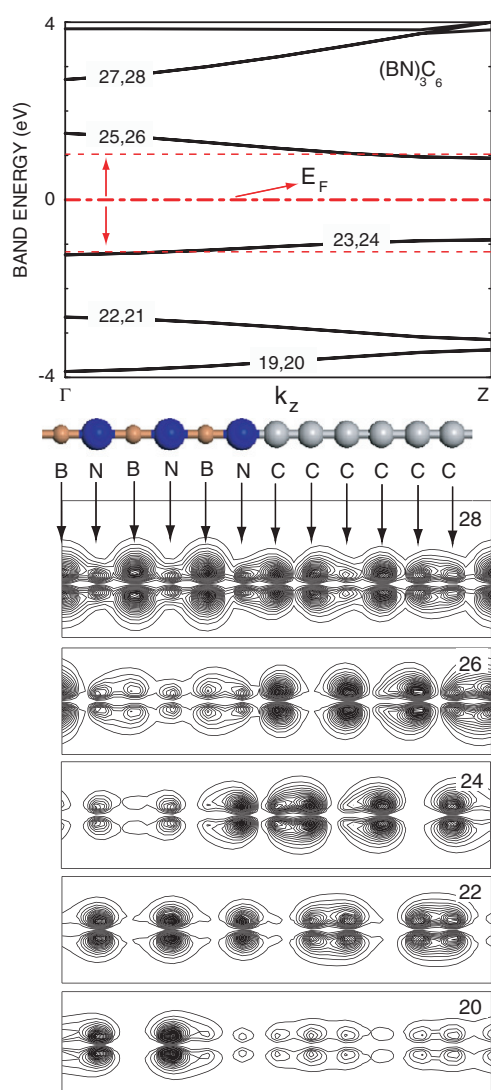 4
(BN)3C6
27,28
25,26
BAND ENERGY (eV)
EF
0
23,24
22,21
19,20
-4
Γ
kZ
Z
B N B N B N C C C C C C
28
26
24
22
20